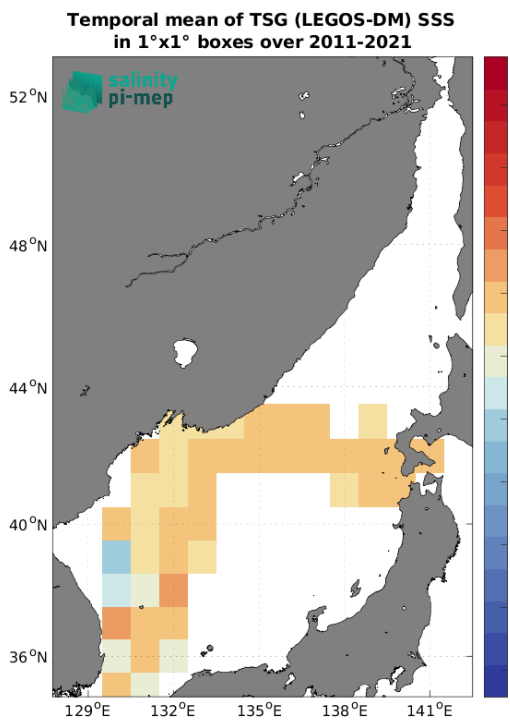 Temporal mean of TSG (LEGOS-DM) SSS
in 1°x1° boxes over 2011-2021
salinity
pi-mep
52°N
48°N
44°N
40°N
36°N
129°E
132°E
135°E
138°E
141°E